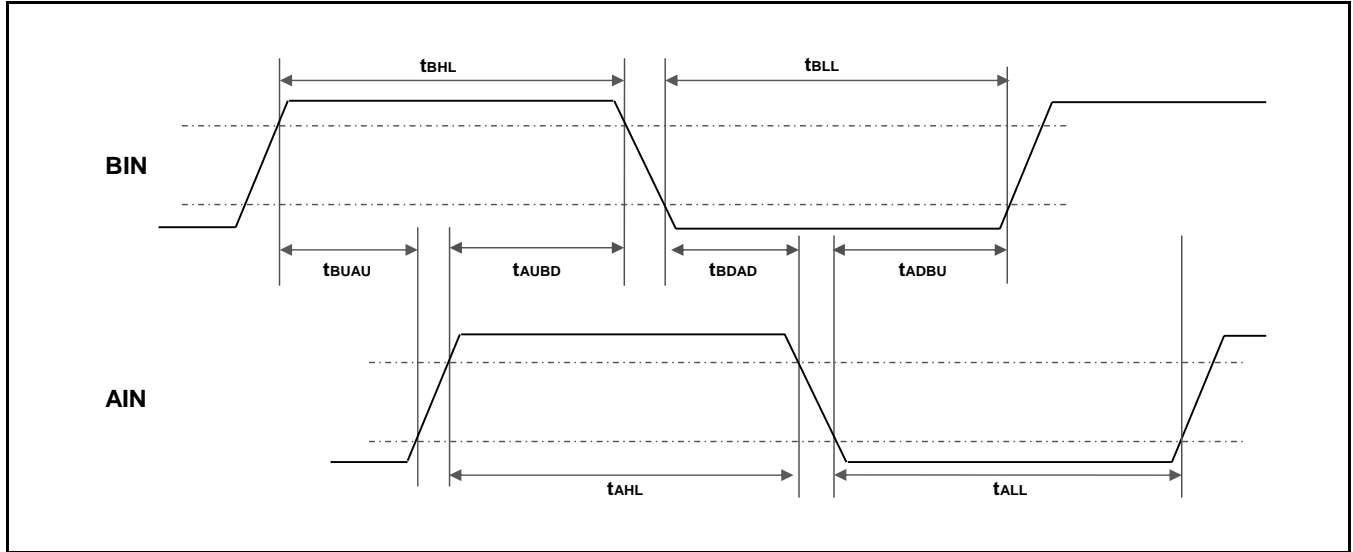 tBHL
tBLL
BIN
tBUAU
tAUBD
tBDAD
tADBU
AIN
tAHL
tALL